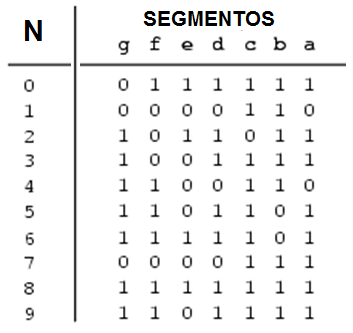 N SEGMENTOS
g f e d c b a
0 0 1 1 1 1 1 1
1 0 0 0 0 1 1 0
2 1 0 1 1 0 1 1
3 1 0 0 1 1 1 1
4 1 1 0 0 1 1 0
5 1 1 0 1 1 0 1
6 1 1 1 1 1 0 1
7 0 0 0 0 1 1 1
8 1 1 1 1 1 1 1
9 1 1 0 1 1 1 1